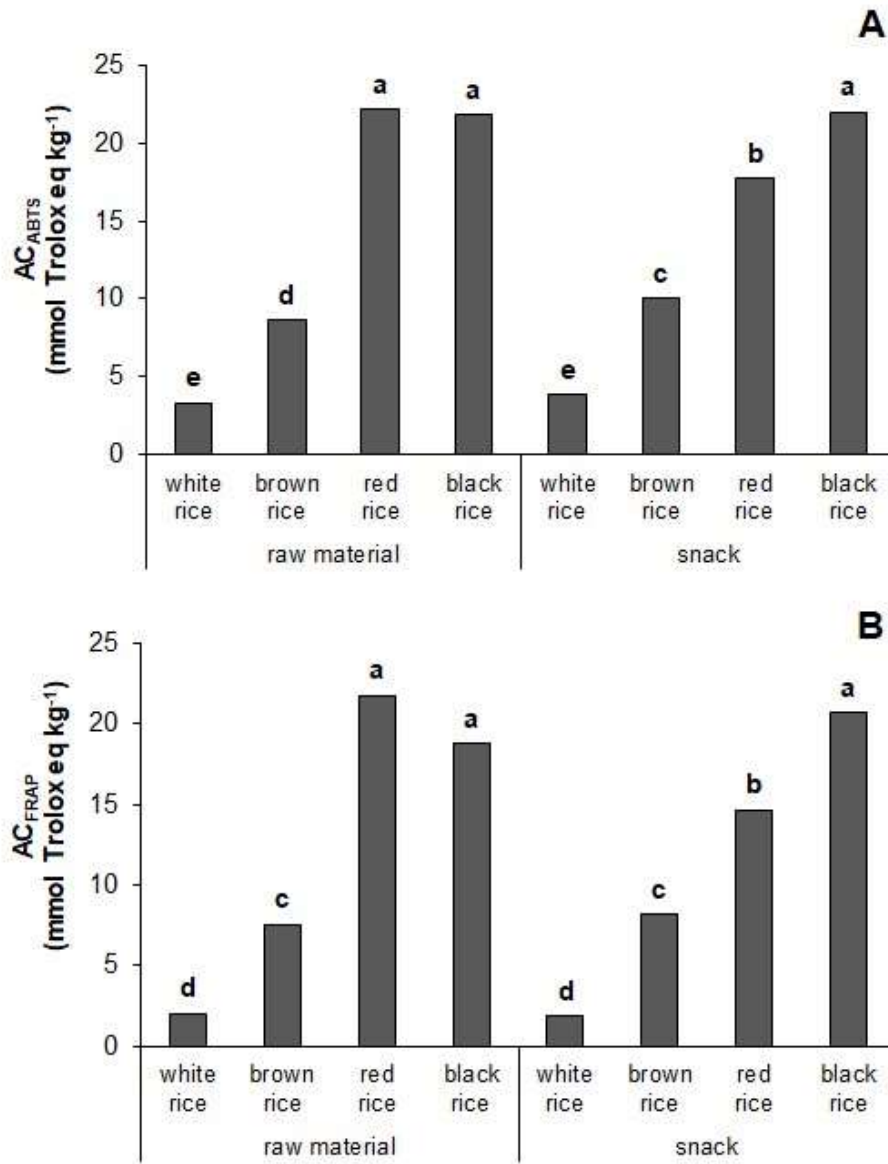 A
AC_ABTS
(mmol Trolox eq kg⁻¹)
25
20
15
10
5
0
e
d
a
a
e
c
b
a
white rice
brown rice
red rice
black rice
white rice
brown rice
red rice
black rice
raw material
snack
B
AC_FRAP
(mmol Trolox eq kg⁻¹)
25
20
15
10
5
0
d
c
a
a
d
c
b
a
white rice
brown rice
red rice
black rice
white rice
brown rice
red rice
black rice
raw material
snack